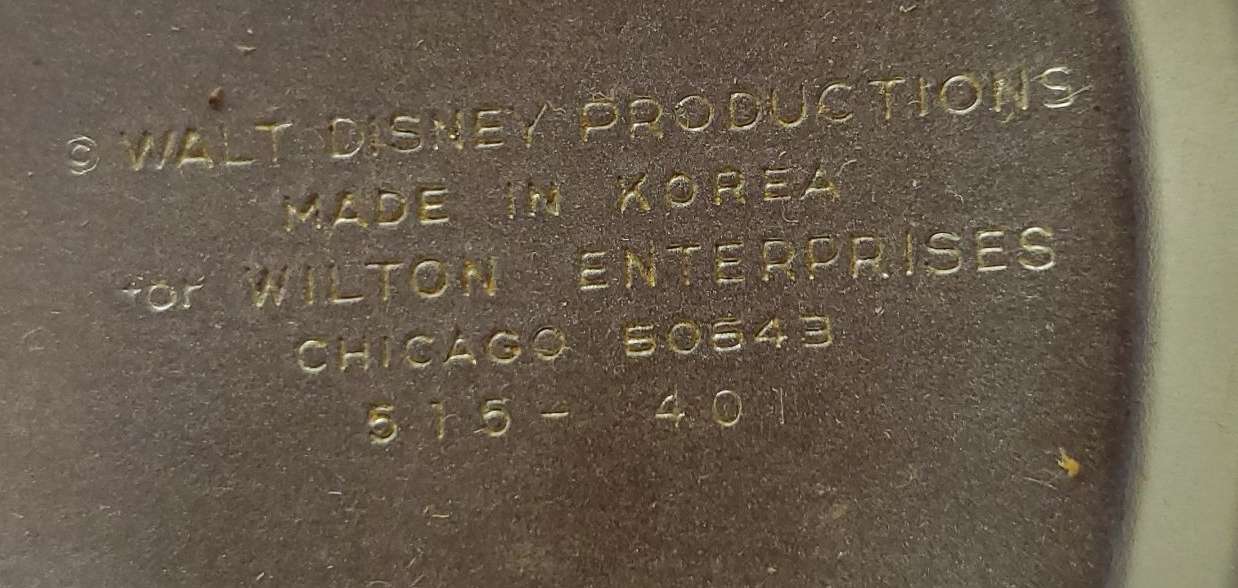 © WALT DISNEY PRODUCTIONS
MADE IN KOREA
for WILTON ENTERPRISES
CHICAGO 60643
515-401